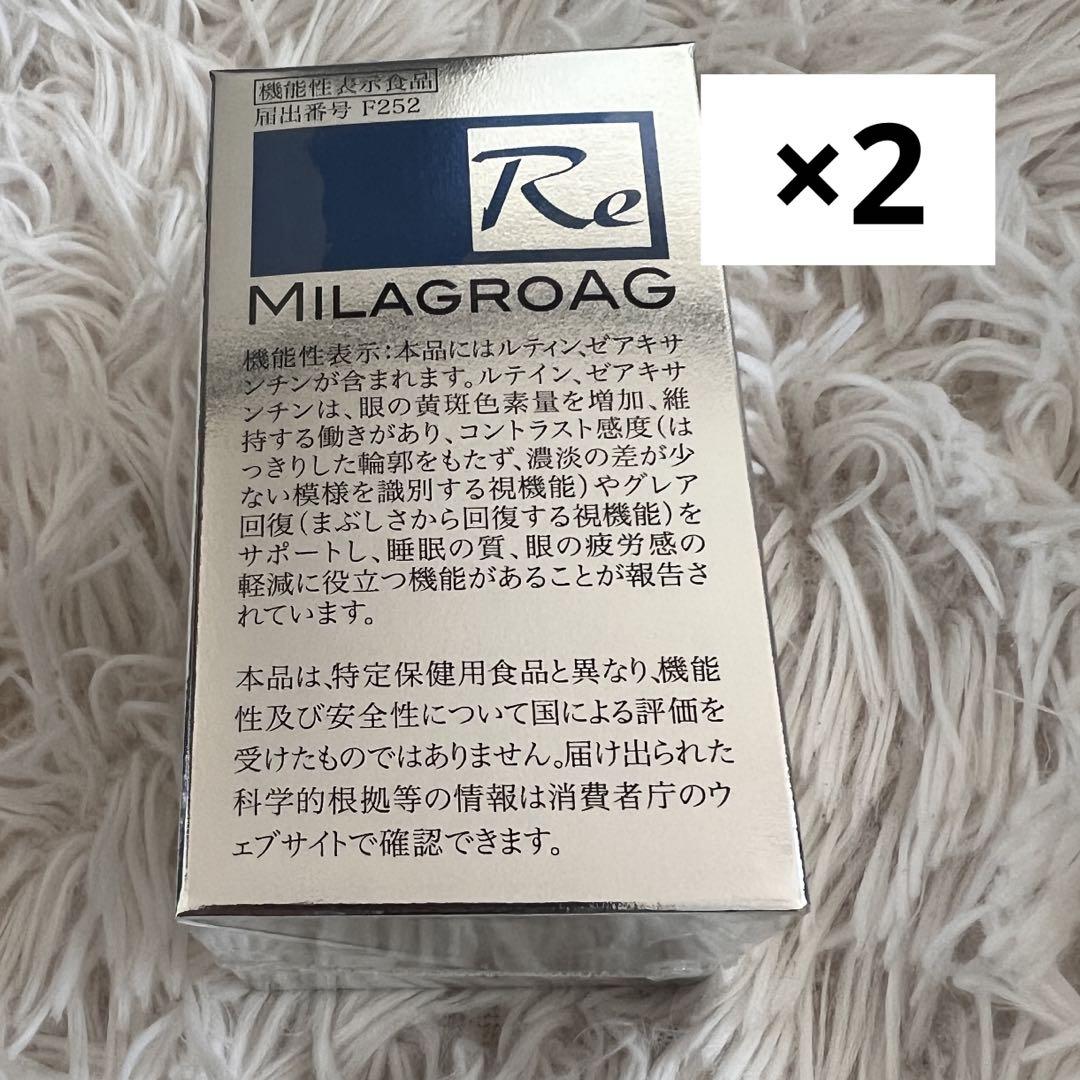 機能性表示食品
届出番号 F252
Re
×2
MILAGROAG
機能性表示:本品にはルティン、ゼアキサ
ンチンが含まれます。ルテイン、ゼアキサ
ンチンは、眼の黄斑色素量を増加、維
持する働きがあり、コントラスト感度(は
っきりした輪郭をもたず、濃淡の差が少
ない模様を識別する視機能)やグレア
回復(まぶしさから回復する視機能)を
サポートし、睡眠の質、眼の疲労感の
軽減に役立つ機能があることが報告さ
れています。
本品は、特定保健用食品と異なり、機能
性及び安全性について国による評価を
受けたものではありません。届け出られた
科学的根拠等の情報は消費者庁のウ
ェブサイトで確認できます。